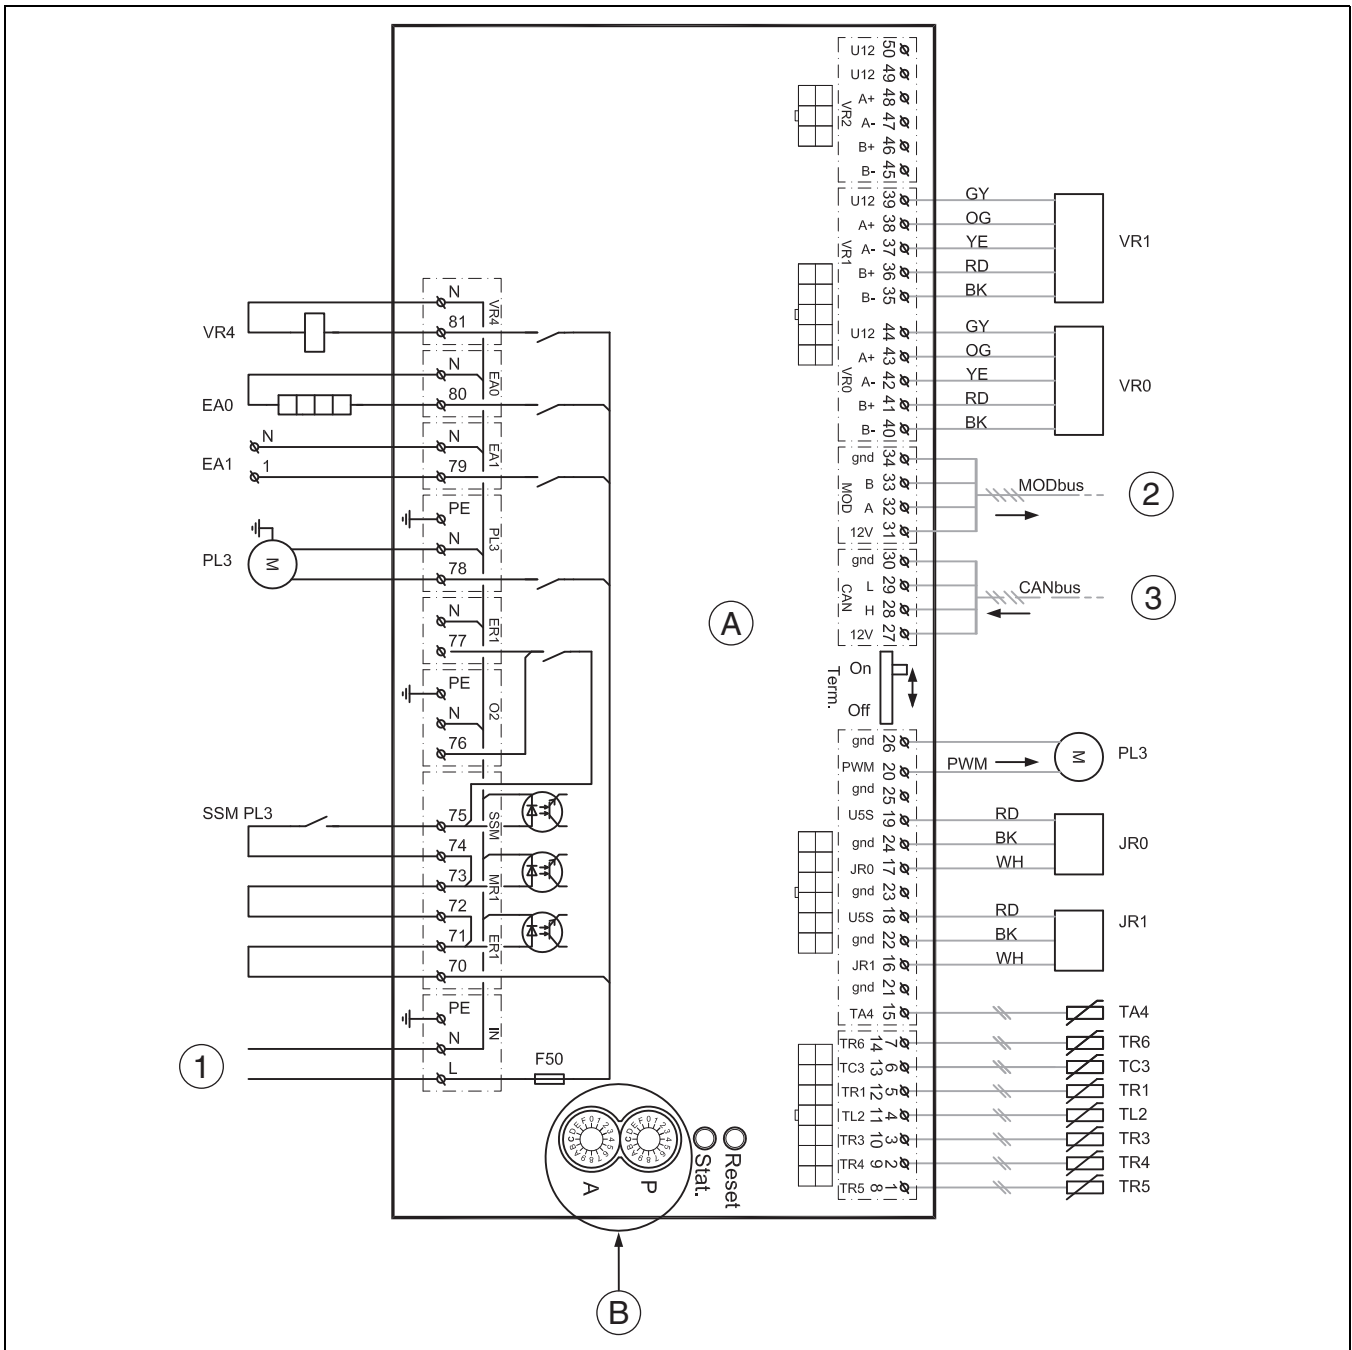 VR4
EA0
N
EA1
1
PL3
M
SSM PL3
1
N
VR4
81
N
EA0
80
N
EA1
79
PE
PL3
N
78
N
ER1
77
PE
O2
N
76
75
SSM
74
73
MR1
72
71
ER1
70
PE
N
IN
L
F50
A
0123456789ABCDEF
0123456789ABCDEF
A
P
Stat.
Reset
B
U12 50
U12 49
A+ 48
VR2
A- 47
B+ 46
B- 45
U12 39 GY
A+ 38 OG
A- 37 YE
VR1
VR1
B+ 36 RD
B- 35 BK
U12 44 GY
A+ 43 OG
A- 42 YE
VR0
VR0
B+ 41 RD
B- 40 BK
gnd 34
B 33
MOD
MODbus
2
A 32
12V 31
gnd 30
L 29
CAN
CANbus
3
H 28
12V 27
Term.
On
Off
gnd 26
PWM 20 PWM
M
PL3
gnd 25
U5S 19 RD
gnd 24 BK
JR0
JR0 17 WH
gnd 23
U5S 18 RD
gnd 22 BK
JR1
JR1 16 WH
gnd 21
TA4 15 TA4
TR6 14 7 TR6
TC3 13 6 TC3
TR1 12 5 TR1
TL2 11 4 TL2
TR3 10 3 TR3
TR4 9 2 TR4
TR5 8 1 TR5